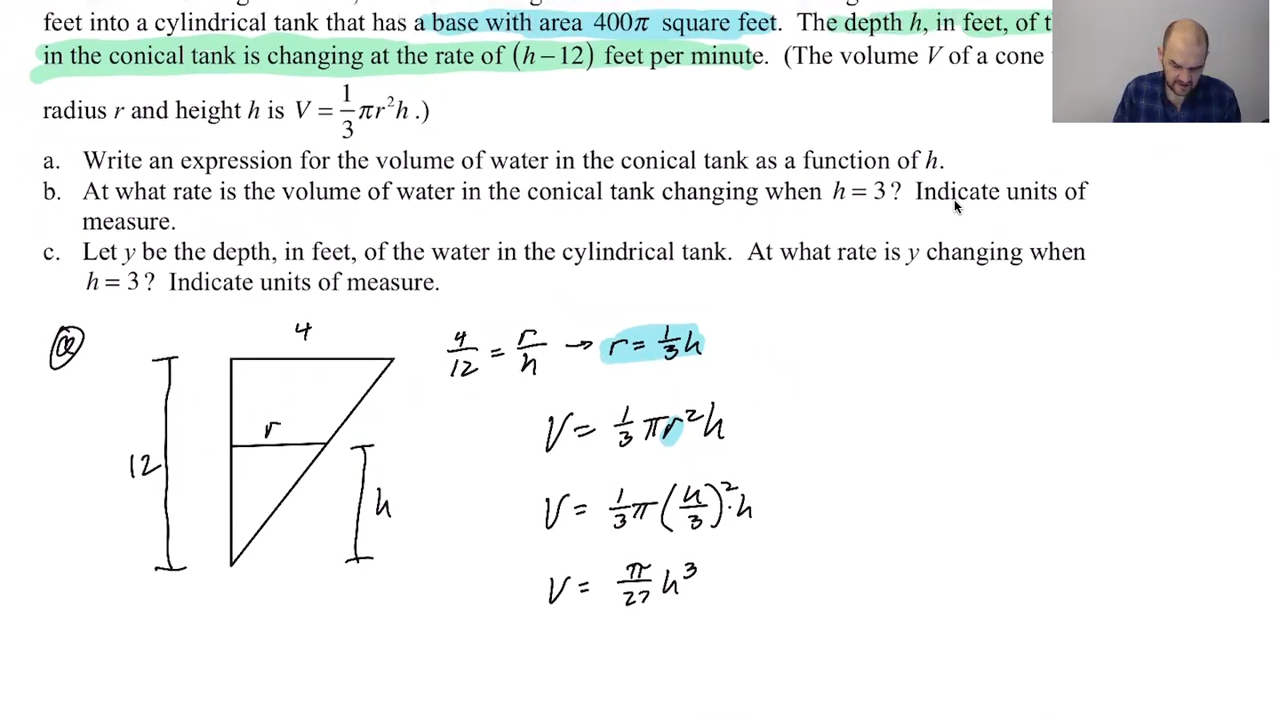 feet into a cylindrical tank that has a base with area 400π square feet. The depth h, in feet, of
in the conical tank is changing at the rate of (h−12) feet per minute. (The volume V of a cone
radius r and height h is V = 1/3 πr²h.)
a. Write an expression for the volume of water in the conical tank as a function of h.
b. At what rate is the volume of water in the conical tank changing when h = 3? Indicate units of
measure.
c. Let y be the depth, in feet, of the water in the cylindrical tank. At what rate is y changing when
h = 3? Indicate units of measure.
a
4
12
r
h
4/12 = r/h → r = 1/3 h
V = 1/3 πr²h
V = 1/3 π(h/3)²·h
V = π/27 h³